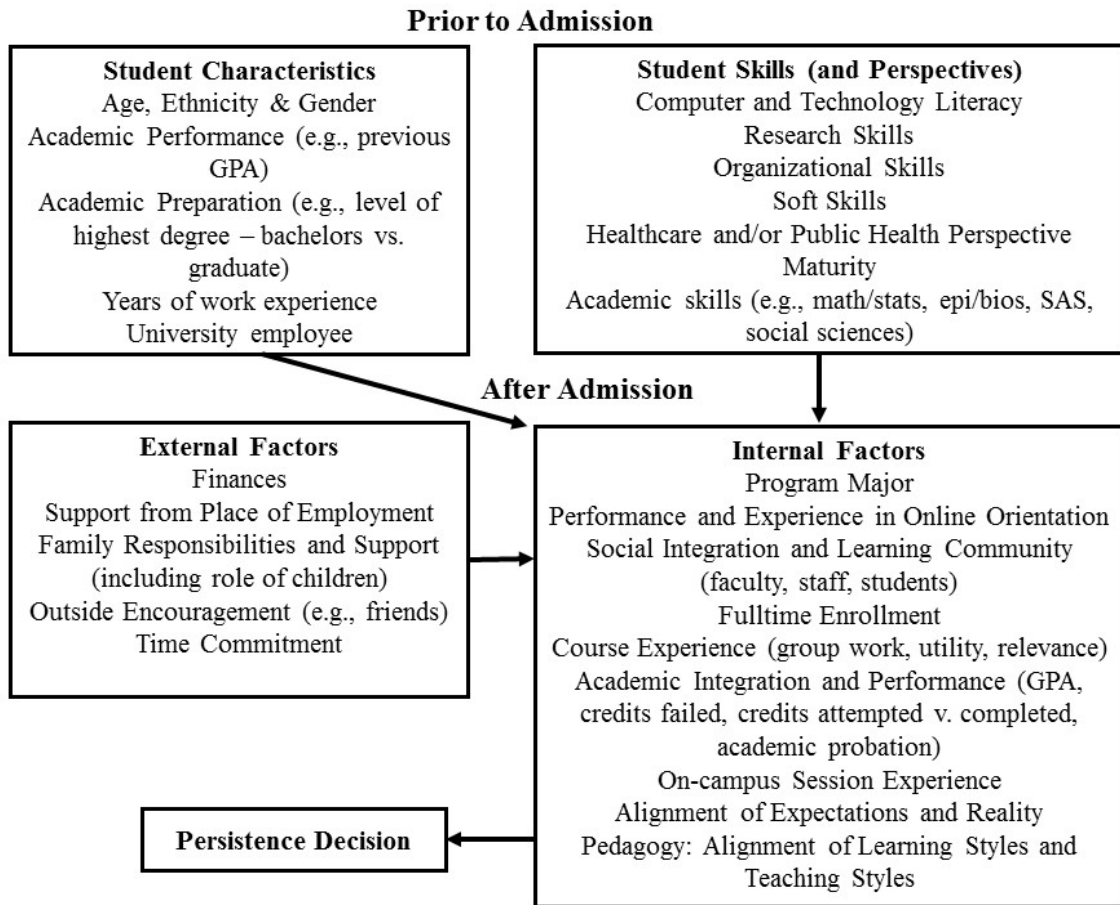 Prior to Admission
Student Characteristics
Age, Ethnicity & Gender
Academic Performance (e.g., previous
GPA)
Academic Preparation (e.g., level of
highest degree – bachelors vs.
graduate)
Years of work experience
University employee
Student Skills (and Perspectives)
Computer and Technology Literacy
Research Skills
Organizational Skills
Soft Skills
Healthcare and/or Public Health Perspective
Maturity
Academic skills (e.g., math/stats, epi/bios, SAS,
social sciences)
After Admission
External Factors
Finances
Support from Place of Employment
Family Responsibilities and Support
(including role of children)
Outside Encouragement (e.g., friends)
Time Commitment
Internal Factors
Program Major
Performance and Experience in Online Orientation
Social Integration and Learning Community
(faculty, staff, students)
Fulltime Enrollment
Course Experience (group work, utility, relevance)
Academic Integration and Performance (GPA,
credits failed, credits attempted v. completed,
academic probation)
On-campus Session Experience
Alignment of Expectations and Reality
Pedagogy: Alignment of Learning Styles and
Teaching Styles
Persistence Decision